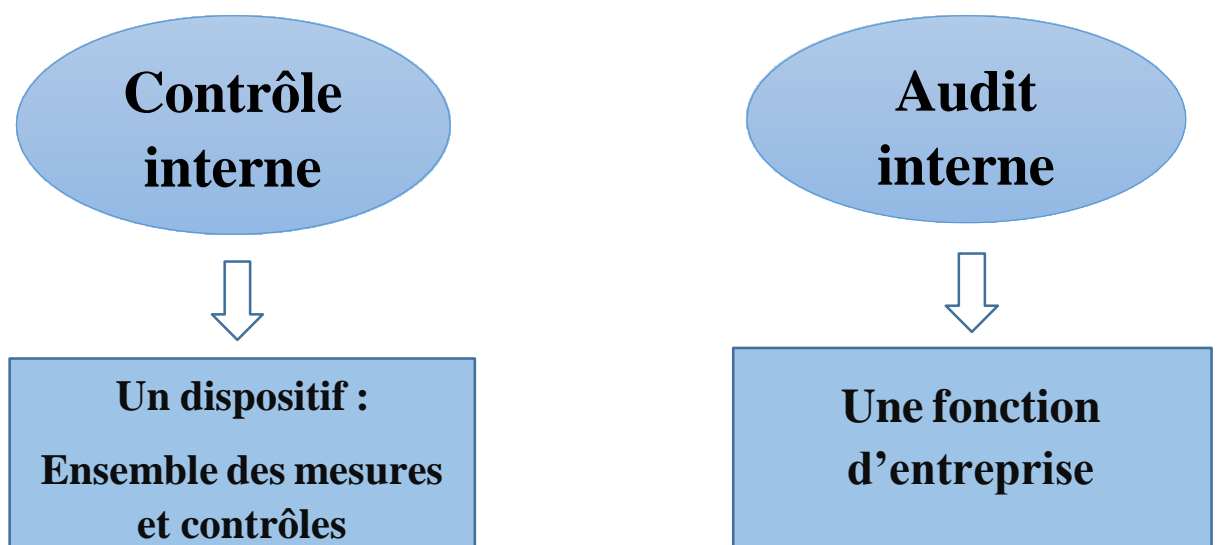 Contrôle
interne
Audit
interne
Un dispositif :
Ensemble des mesures
et contrôles
Une fonction
d’entreprise